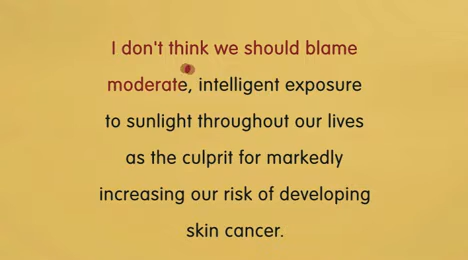 I don't think we should blame
moderate, intelligent exposure
to sunlight throughout our lives
as the culprit for markedly
increasing our risk of developing
skin cancer.